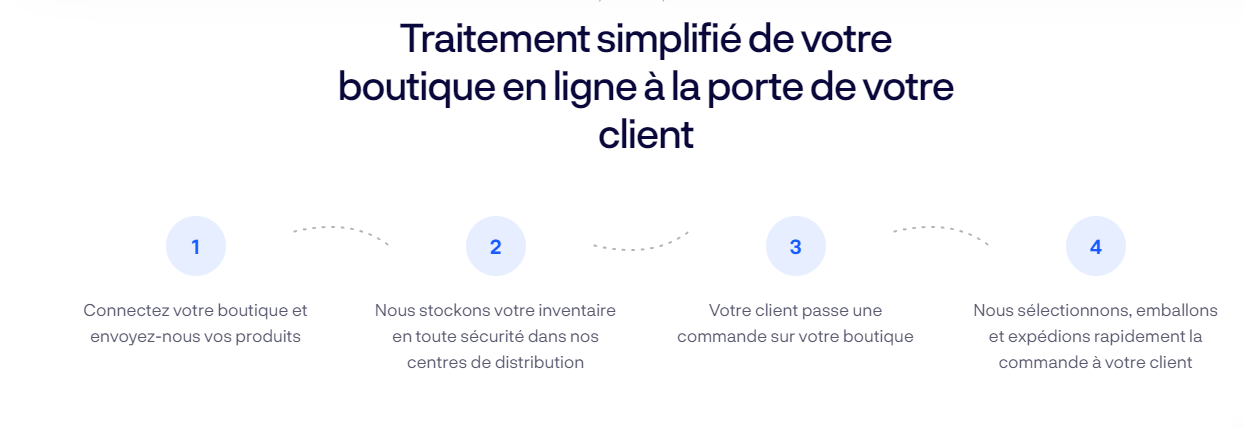 Traitement simplifié de votre
boutique en ligne à la porte de votre
client
1
2
3
4
Connectez votre boutique et
envoyez-nous vos produits
Nous stockons votre inventaire
en toute sécurité dans nos
centres de distribution
Votre client passe une
commande sur votre boutique
Nous sélectionnons, emballons
et expédions rapidement la
commande à votre client